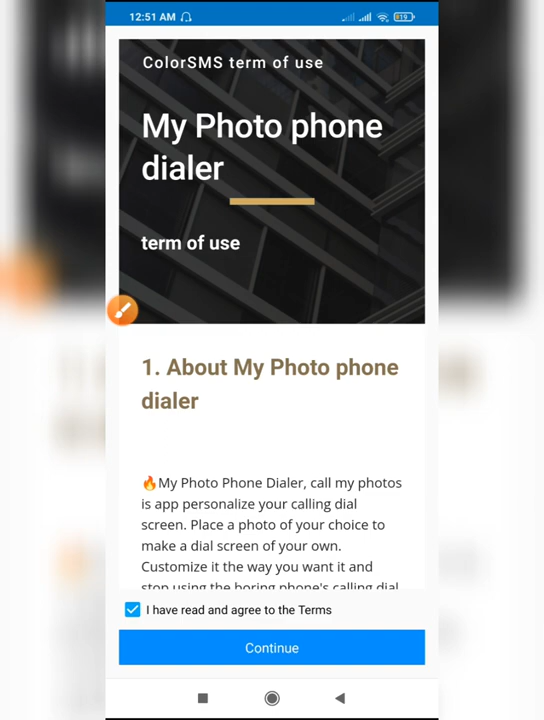 12:51 AM
19
ColorSMS term of use
My Photo phone
dialer
term of use
1. About My Photo phone
dialer
🔥My Photo Phone Dialer, call my photos
is app personalize your calling dial
screen. Place a photo of your choice to
make a dial screen of your own.
Customize it the way you want it and
stop using the boring phone's calling dial
I have read and agree to the Terms
Continue